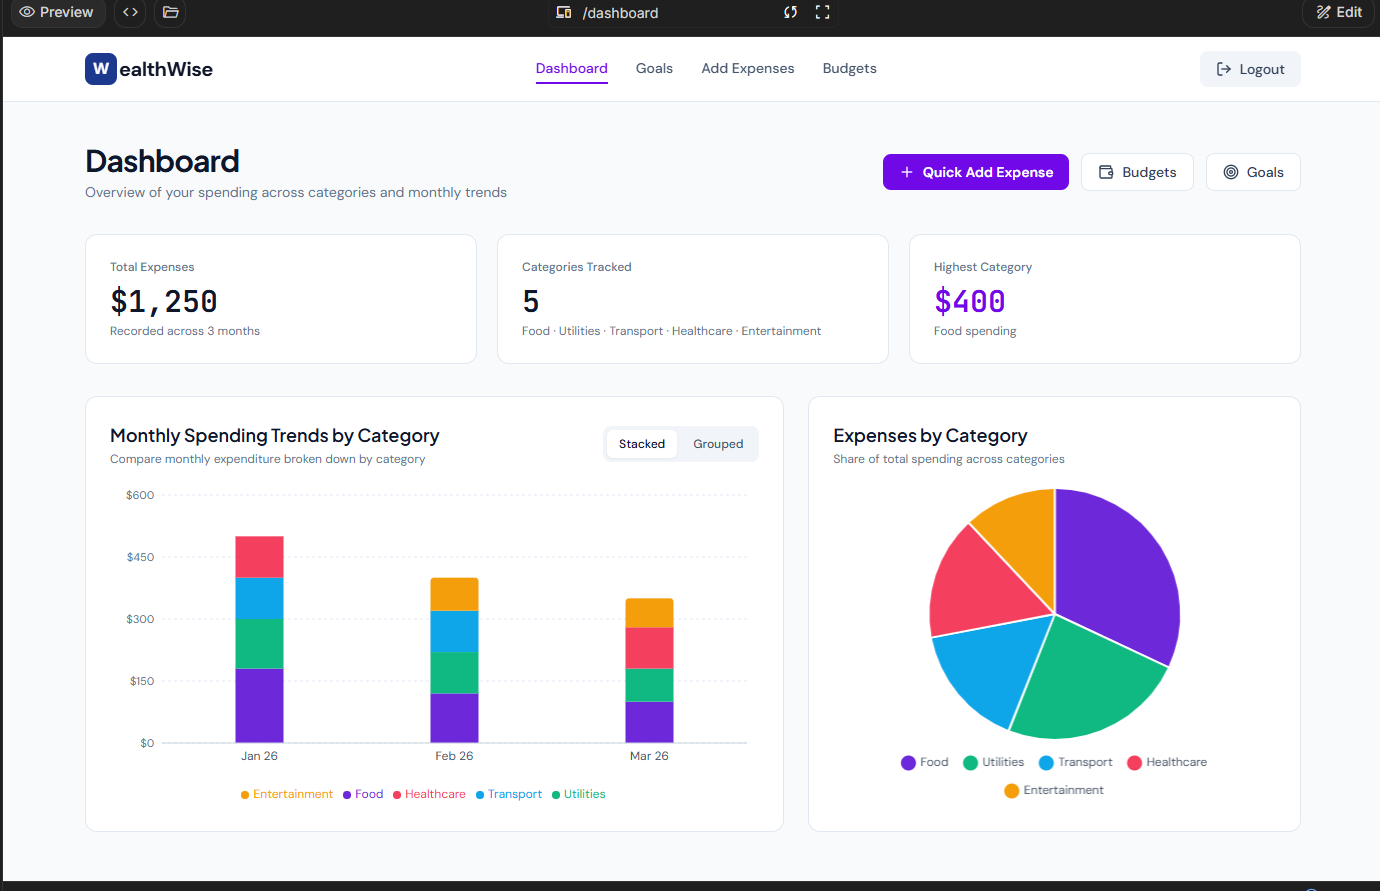 Preview
/dashboard
Edit
WealthWise
Dashboard
Goals
Add Expenses
Budgets
Logout
Dashboard
Overview of your spending across categories and monthly trends
Quick Add Expense
Budgets
Goals
Total Expenses
$1,250
Recorded across 3 months
Categories Tracked
5
Food · Utilities · Transport · Healthcare · Entertainment
Highest Category
$400
Food spending
Monthly Spending Trends by Category
Compare monthly expenditure broken down by category
Stacked
Grouped
$600
$450
$300
$150
$0
Jan 26
Feb 26
Mar 26
Entertainment
Food
Healthcare
Transport
Utilities
Expenses by Category
Share of total spending across categories
Food
Utilities
Transport
Healthcare
Entertainment